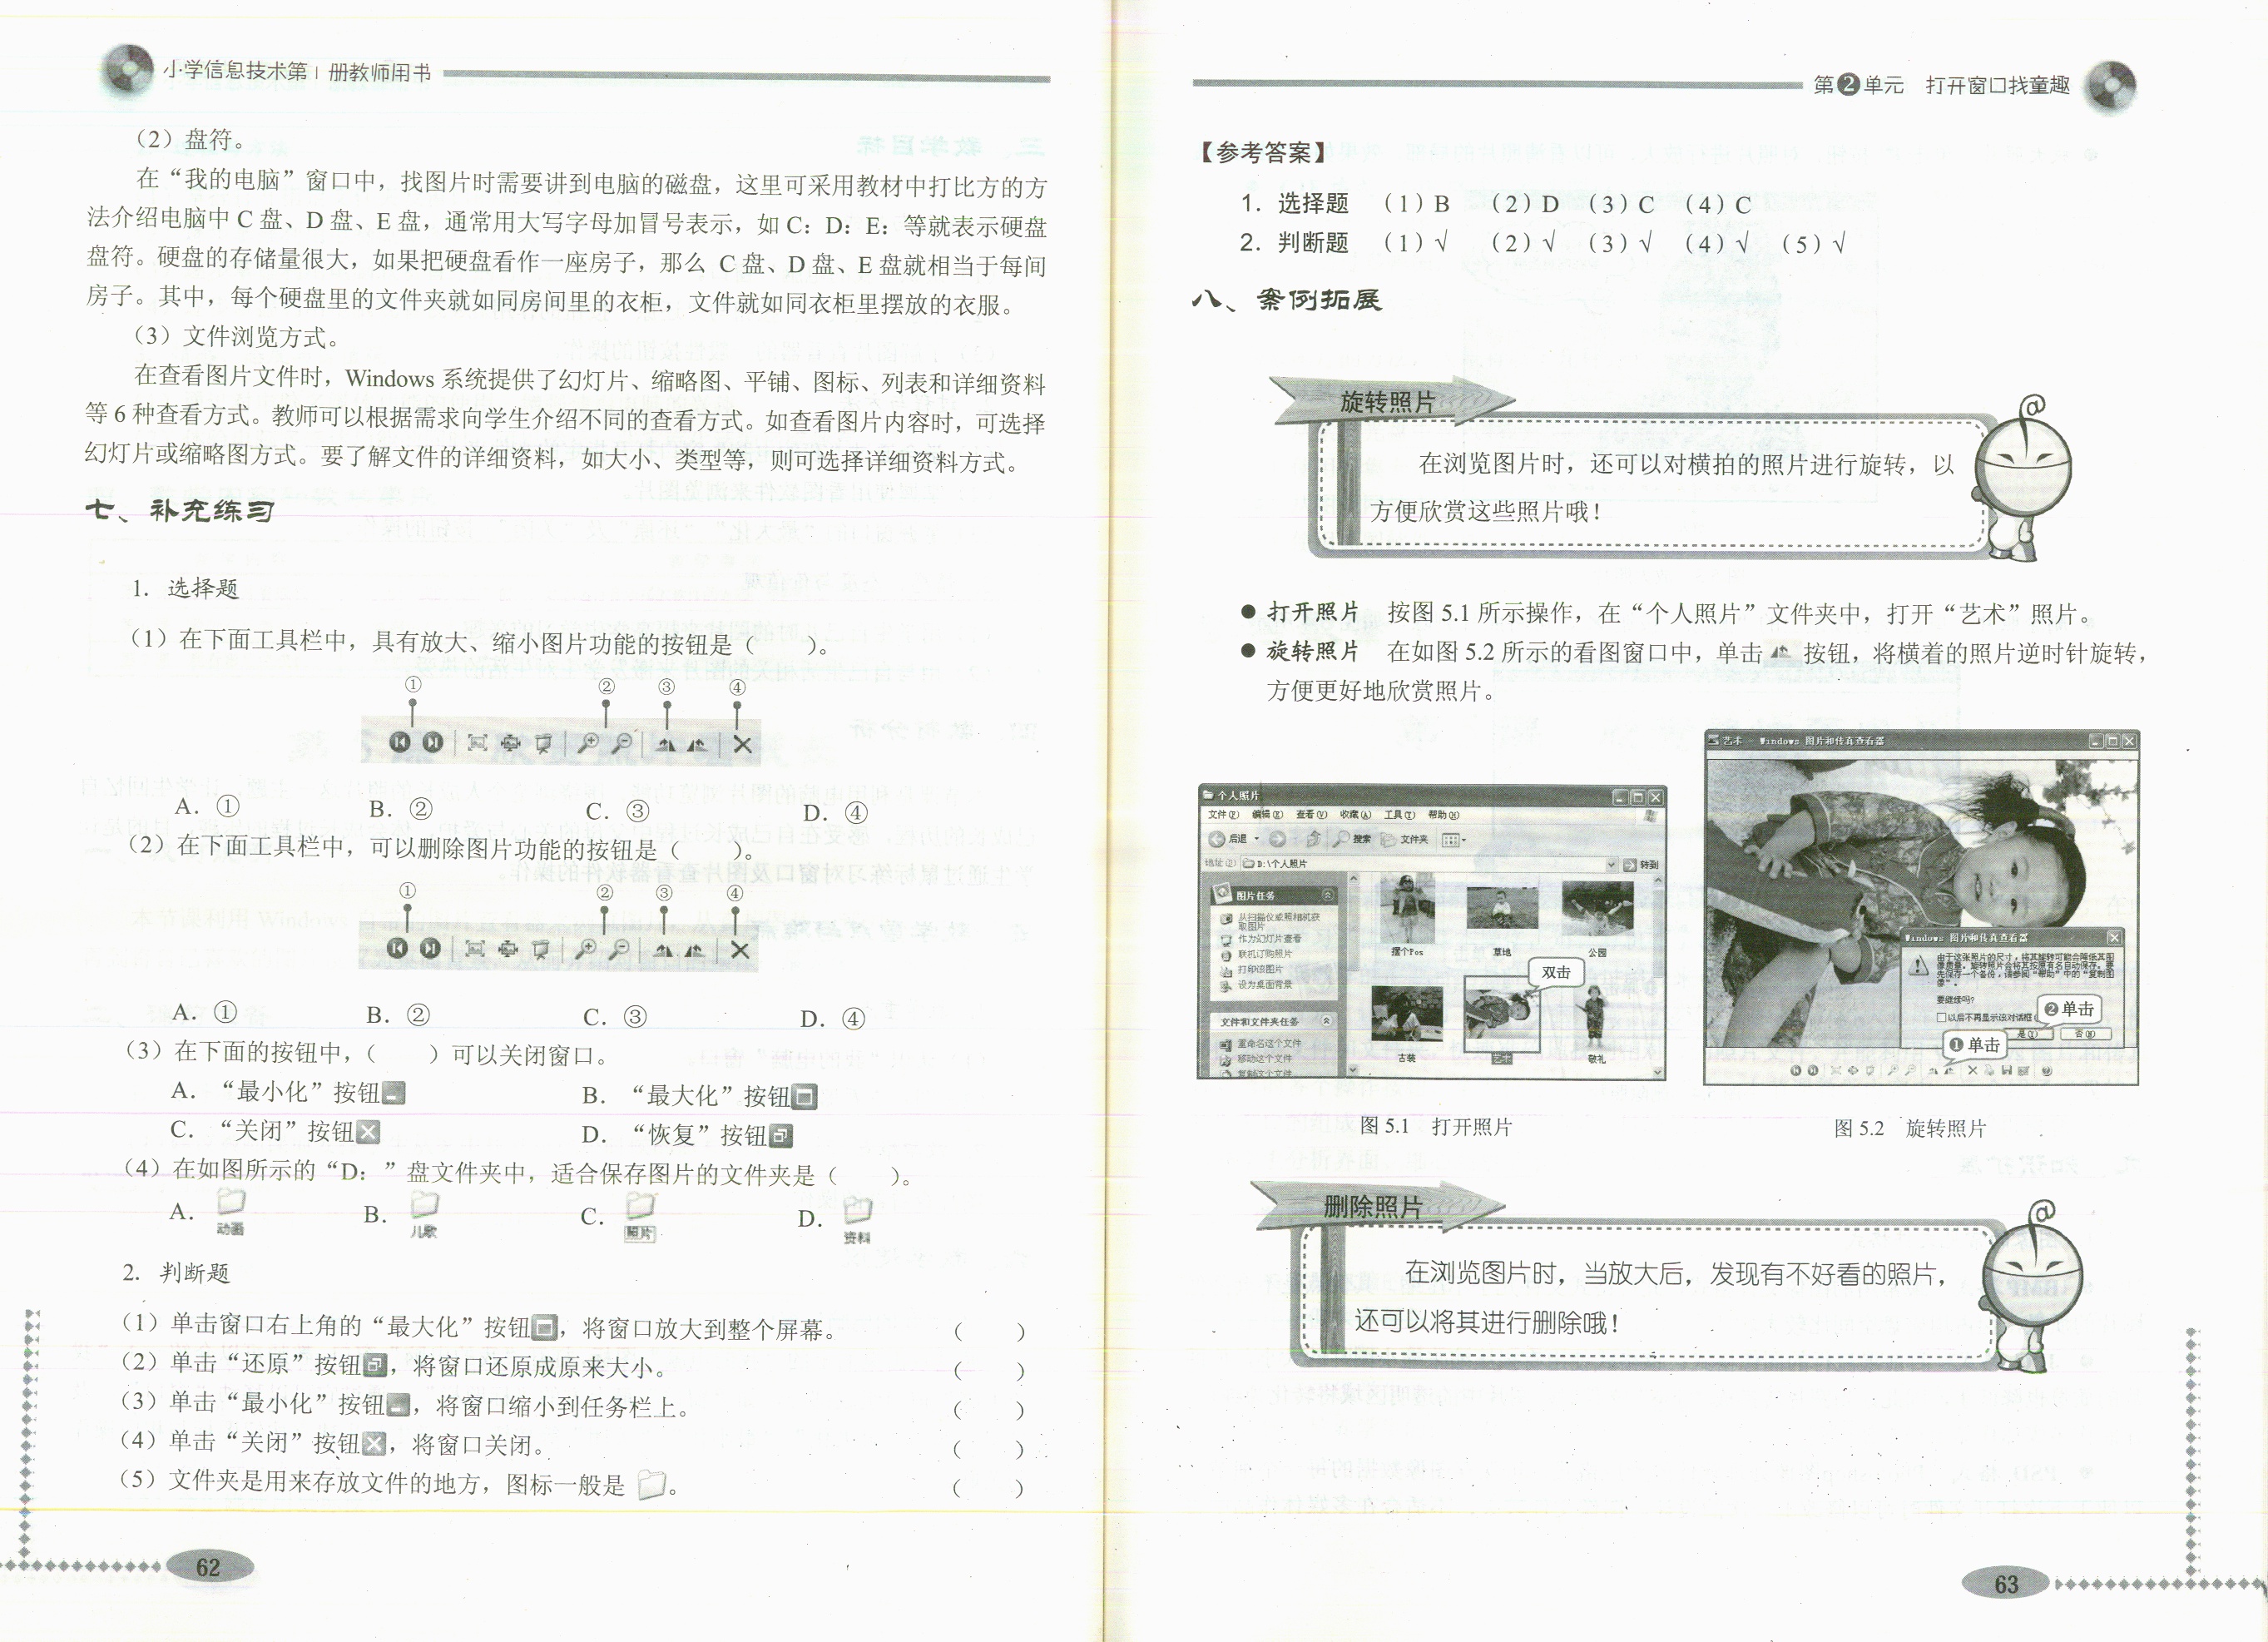 小学信息技术第1册教师用书
（2）盘符。
在“我的电脑”窗口中，找图片时需要讲到电脑的磁盘，这里可采用教材中打比方的方
法介绍电脑中 C 盘、D 盘、E 盘，通常用大写字母加冒号表示，如 C：D：E：等就表示硬盘
盘符。硬盘的存储量很大，如果把硬盘看作一座房子，那么 C 盘、D 盘、E 盘就相当于每间
房子。其中，每个硬盘里的文件夹就如同房间里的衣柜，文件就如同衣柜里摆放的衣服。
（3）文件浏览方式。
在查看图片文件时，Windows 系统提供了幻灯片、缩略图、平铺、图标、列表和详细资料
等 6 种查看方式。教师可以根据需求向学生介绍不同的查看方式。如查看图片内容时，可选择
幻灯片或缩略图方式。要了解文件的详细资料，如大小、类型等，则可选择详细资料方式。
七、补充练习
1．选择题
（1）在下面工具栏中，具有放大、缩小图片功能的按钮是（　　）。
① ② ③ ④
A．① B．② C．③ D．④
（2）在下面工具栏中，可以删除图片功能的按钮是（　　）。
① ② ③ ④
A．① B．② C．③ D．④
（3）在下面的按钮中，（　　）可以关闭窗口。
A．“最小化”按钮 B．“最大化”按钮
C．“关闭”按钮 D．“恢复”按钮
（4）在如图所示的“D：”盘文件夹中，适合保存图片的文件夹是（　　）。
A． B． C． D．
动画 儿歌 照片 资料
2．判断题
（1）单击窗口右上角的“最大化”按钮，将窗口放大到整个屏幕。（　　）
（2）单击“还原”按钮，将窗口还原成原来大小。（　　）
（3）单击“最小化”按钮，将窗口缩小到任务栏上。（　　）
（4）单击“关闭”按钮，将窗口关闭。（　　）
（5）文件夹是用来存放文件的地方，图标一般是。（　　）
62
第2单元　打开窗口找童趣
【参考答案】
1．选择题 （1）B （2）D （3）C （4）C
2．判断题 （1）√ （2）√ （3）√ （4）√ （5）√
八、案例拓展
旋转照片
在浏览图片时，还可以对横拍的照片进行旋转，以
方便欣赏这些照片哦！
● 打开照片 按图 5.1 所示操作，在“个人照片”文件夹中，打开“艺术”照片。
● 旋转照片 在如图 5.2 所示的看图窗口中，单击按钮，将横着的照片逆时针旋转，
方便更好地欣赏照片。
个人照片
文件(F) 编辑(E) 查看(V) 收藏(A) 工具(T) 帮助(H)
后退 搜索 文件夹
地址(D) D:\个人照片 转到
图片任务
从扫描仪或照相机获
取图片
作为幻灯片查看
联机订购照片
打印该图片
设为桌面背景
文件和文件夹任务
重命名这个文件
移动这个文件
复制这个文件
摆个Pos 草地 公园
双击
古装 艺术 敬礼
图 5.1 打开照片
艺术 - Windows 图片和传真查看器
Windows 图片和传真查看器
由于这张照片的尺寸，将其旋转可能会降低其图
像质量。旋转照片会将其按原有名自动保存。要
先保存一个备份，请参阅“帮助”中的“复制图
像”。
要继续吗?
以后不再显示该对话框
❷单击
是(Y) 否(N)
❶单击
图 5.2 旋转照片
删除照片
在浏览图片时，当放大后，发现有不好看的照片，
还可以将其进行删除哦！
63